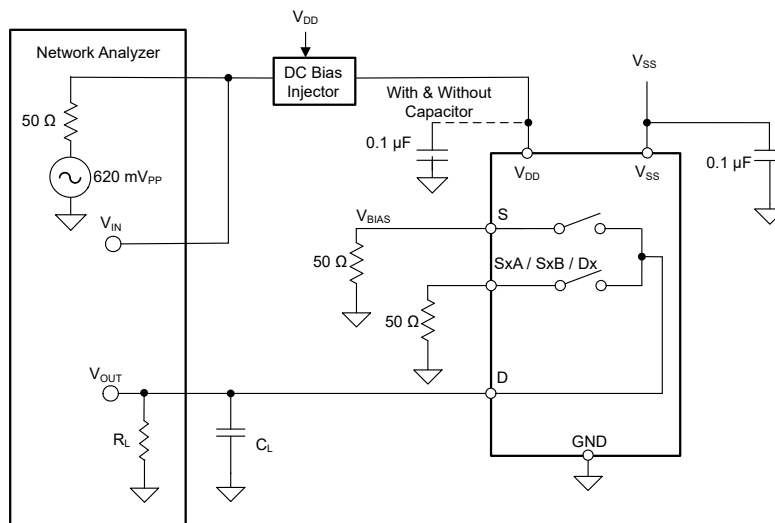 V_DD
Network Analyzer
DC Bias
Injector
V_SS
50 Ω
With & Without
Capacitor
0.1 µF
0.1 µF
620 mV_PP
V_DD
V_SS
V_IN
V_BIAS
S
50 Ω
SxA / SxB / Dx
50 Ω
V_OUT
D
R_L
C_L
GND